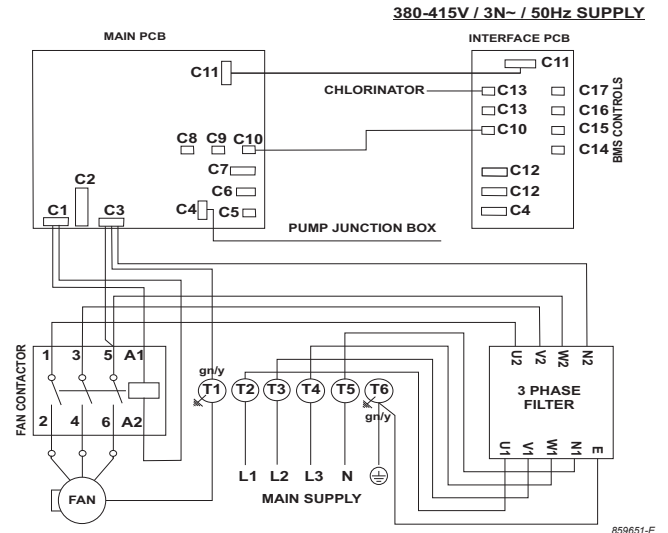 380-415V / 3N~ / 50Hz SUPPLY
MAIN PCB
INTERFACE PCB
C11
C11
CHLORINATOR
C13
C17
C13
C16
C8 C9 C10
C10
C15
C14
BMS CONTROLS
C7
C2
C6
C12
C12
C1
C3
C4
C5
C4
PUMP JUNCTION BOX
FAN CONTACTOR
1 3 5 A1
2 4 6 A2
FAN
gn/y
T1 T2 T3 T4 T5 T6
gn/y
L1 L2 L3 N
MAIN SUPPLY
U2 V2 W2 N2
3 PHASE
FILTER
U1 V1 W1 N1 E
859651-E